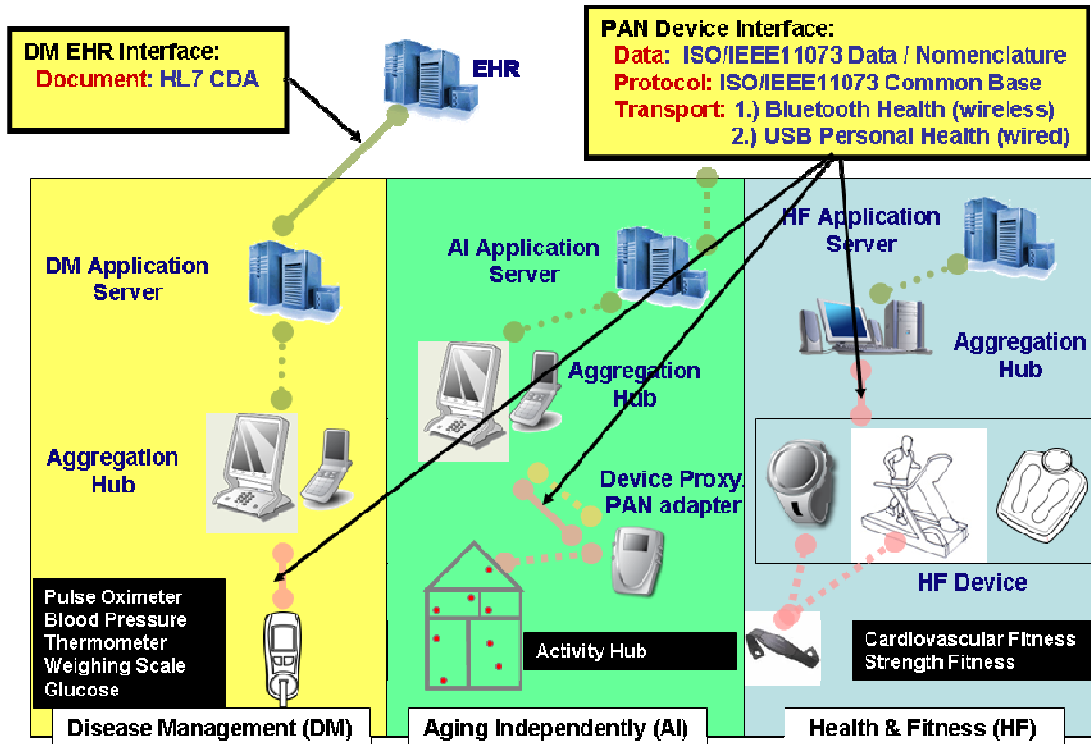 DM EHR Interface:
Document: HL7 CDA
EHR
PAN Device Interface:
Data: ISO/IEEE11073 Data / Nomenclature
Protocol: ISO/IEEE11073 Common Base
Transport: 1.) Bluetooth Health (wireless)
2.) USB Personal Health (wired)
DM Application
Server
Aggregation
Hub
Pulse Oximeter
Blood Pressure
Thermometer
Weighing Scale
Glucose
Disease Management (DM)
AI Application
Server
Aggregation
Hub
Device Proxy.
PAN adapter
Activity Hub
Aging Independently (AI)
HF Application
Server
Aggregation
Hub
HF Device
Cardiovascular Fitness
Strength Fitness
Health & Fitness (HF)